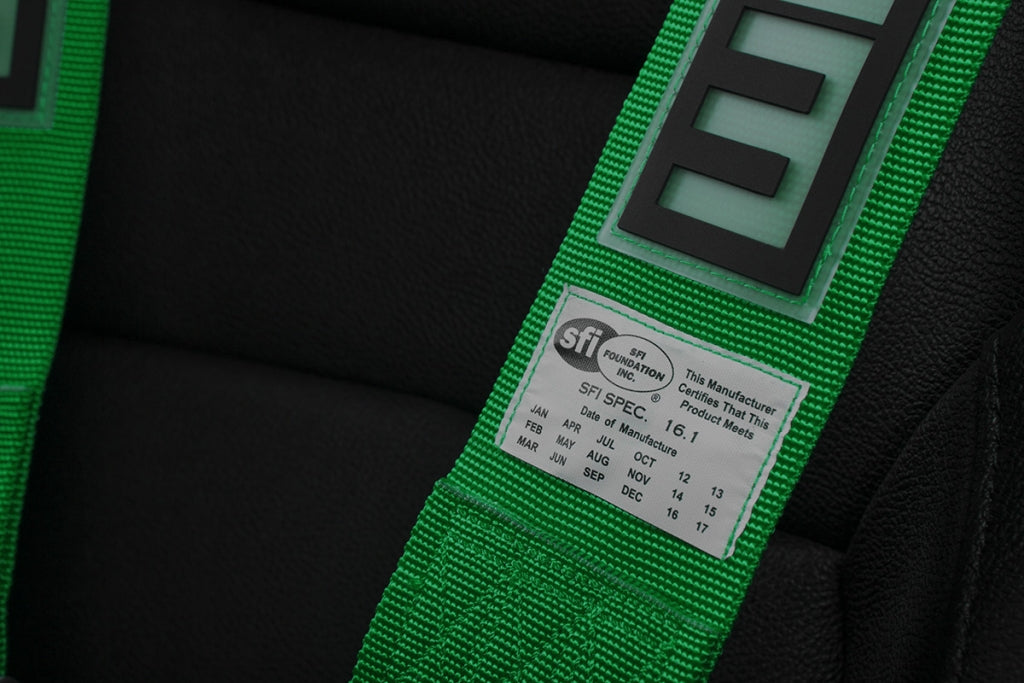 sfi
SFI
FOUNDATION
INC.
®
This Manufacturer
Certifies That This
Product Meets
SFI SPEC. 16.1
Date of Manufacture
JAN APR JUL OCT 12 13
FEB MAY AUG NOV 14 15
MAR JUN SEP DEC 16 17